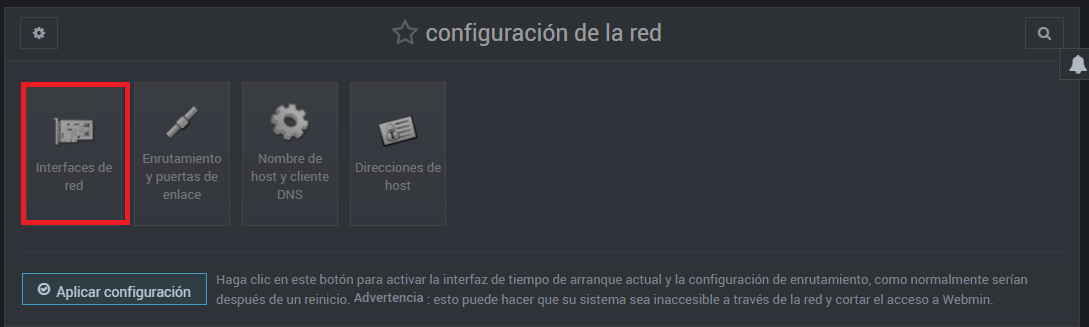 configuración de la red
Interfaces de
red
Enrutamiento
y puertas de
enlace
Nombre de
host y cliente
DNS
Direcciones de
host
Aplicar configuración
Haga clic en este botón para activar la interfaz de tiempo de arranque actual y la configuración de enrutamiento, como normalmente serían
después de un reinicio. Advertencia : esto puede hacer que su sistema sea inaccesible a través de la red y cortar el acceso a Webmin.